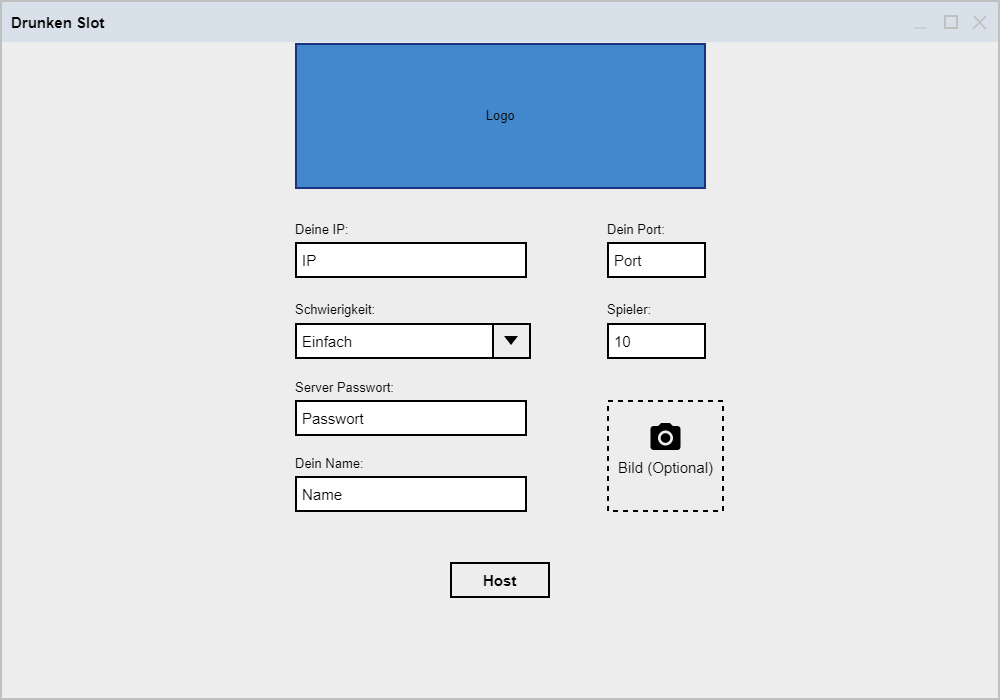 Drunken Slot
Logo
Deine IP:
Dein Port:
IP
Port
Schwierigkeit:
Spieler:
Einfach
10
Server Passwort:
Passwort
Bild (Optional)
Dein Name:
Name
Host